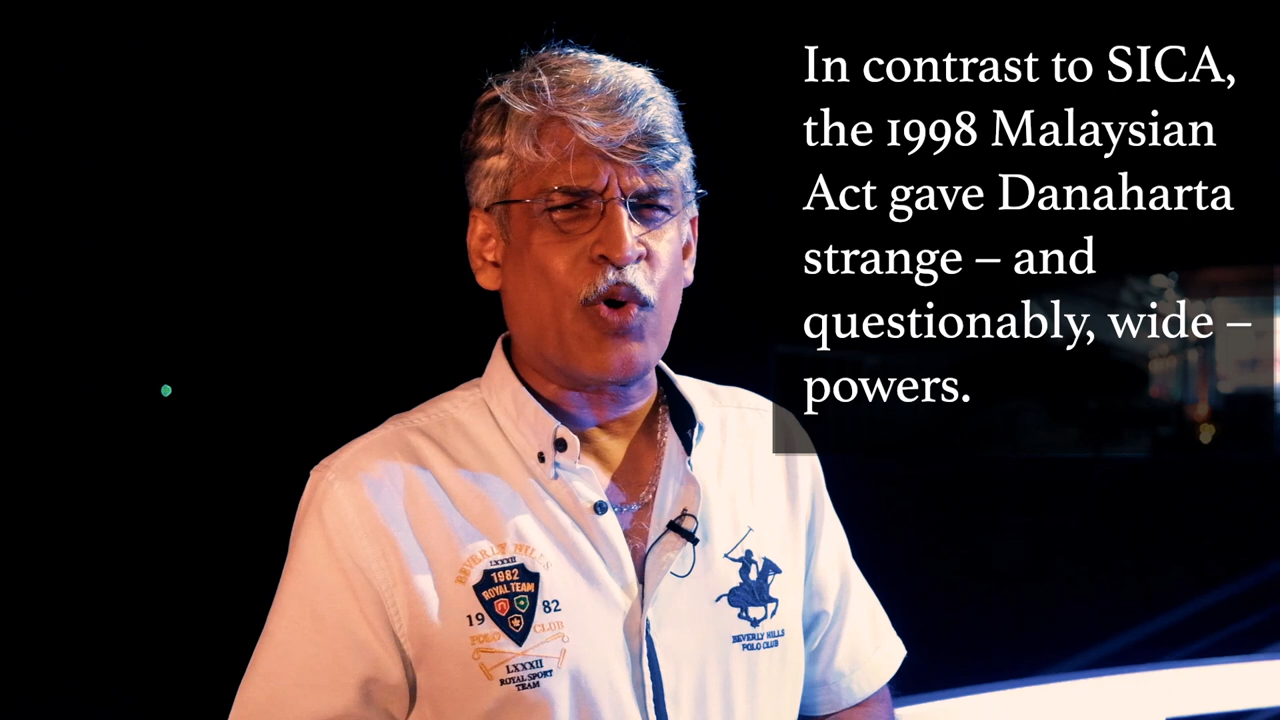 In contrast to SICA,
the 1998 Malaysian
Act gave Danaharta
strange – and
questionably, wide –
powers.
BEVERLY HILLS
LXXXII
1982
ROYAL TEAM
19 82
POLO CLUB
LXXXII
ROYAL SPORT
TEAM
BEVERLY HILLS
POLO CLUB